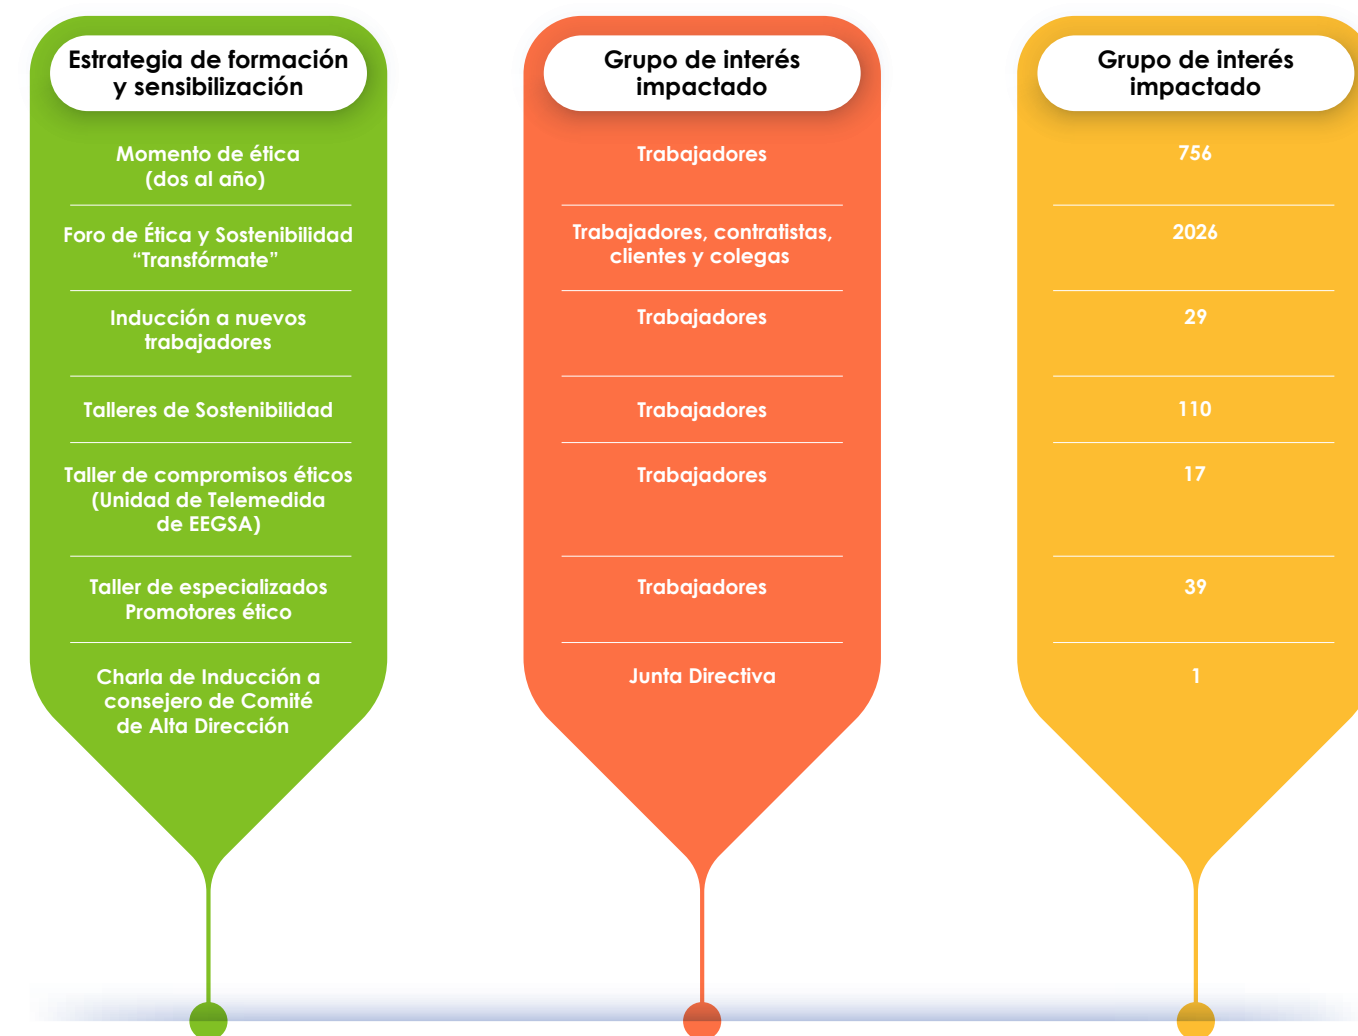 Estrategia de formación
y sensibilización
Momento de ética
(dos al año)
Foro de Ética y Sostenibilidad
“Transfórmate”
Inducción a nuevos
trabajadores
Talleres de Sostenibilidad
Taller de compromisos éticos
(Unidad de Telemedida
de EEGSA)
Taller de especializados
Promotores ético
Charla de Inducción a
consejero de Comité
de Alta Dirección
Grupo de interés
impactado
Trabajadores
Trabajadores, contratistas,
clientes y colegas
Trabajadores
Trabajadores
Trabajadores
Trabajadores
Junta Directiva
Grupo de interés
impactado
756
2026
29
110
17
39
1